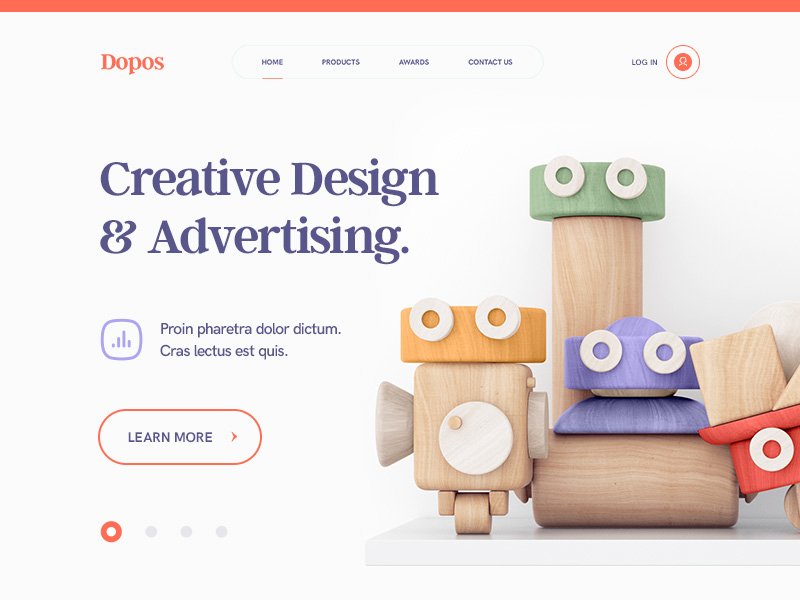 Dopos
HOME PRODUCTS AWARDS CONTACT US
LOG IN
Creative Design
& Advertising.
Proin pharetra dolor dictum.
Cras lectus est quis.
LEARN MORE